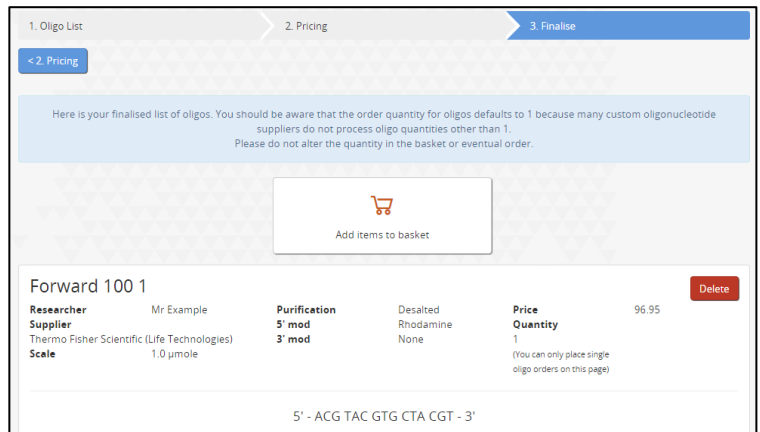 1. Oligo List
2. Pricing
3. Finalise
< 2. Pricing
Here is your finalised list of oligos. You should be aware that the order quantity for oligos defaults to 1 because many custom oligonucleotide
suppliers do not process oligo quantities other than 1.
Please do not alter the quantity in the basket or eventual order.
Add items to basket
Forward 100 1
Delete
Researcher Mr Example
Supplier
Thermo Fisher Scientific (Life Technologies)
Scale 1.0 µmole
Purification Desalted
5' mod Rhodamine
3' mod None
Price 96.95
Quantity
1
(You can only place single
oligo orders on this page)
5' - ACG TAC GTG CTA CGT - 3'